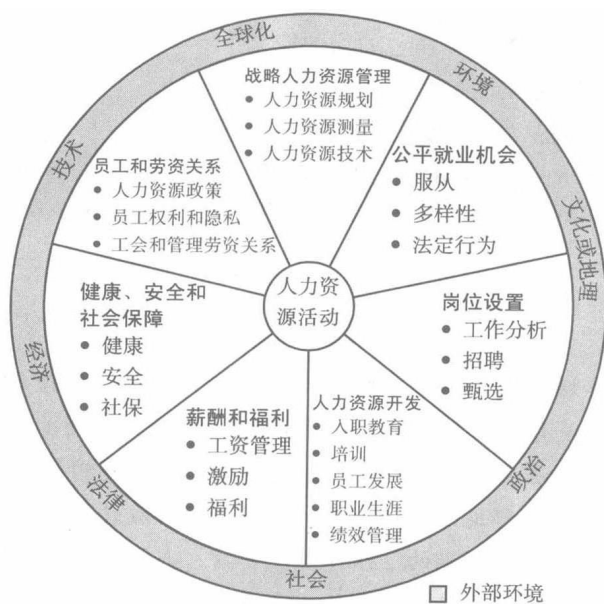 全球化
环境
文化或地理
政治
社会
法律
经济
技术
战略人力资源管理
• 人力资源规划
• 人力资源测量
• 人力资源技术
公平就业机会
• 服从
• 多样性
• 法定行为
岗位设置
• 工作分析
• 招聘
• 甄选
人力资源开发
• 入职教育
• 培训
• 员工发展
• 职业生涯
• 绩效管理
薪酬和福利
• 工资管理
• 激励
• 福利
健康、安全和
社会保障
• 健康
• 安全
• 社保
员工和劳资关系
• 人力资源政策
• 员工权利和隐私
• 工会和管理劳资关系
人力资
源活动
外部环境